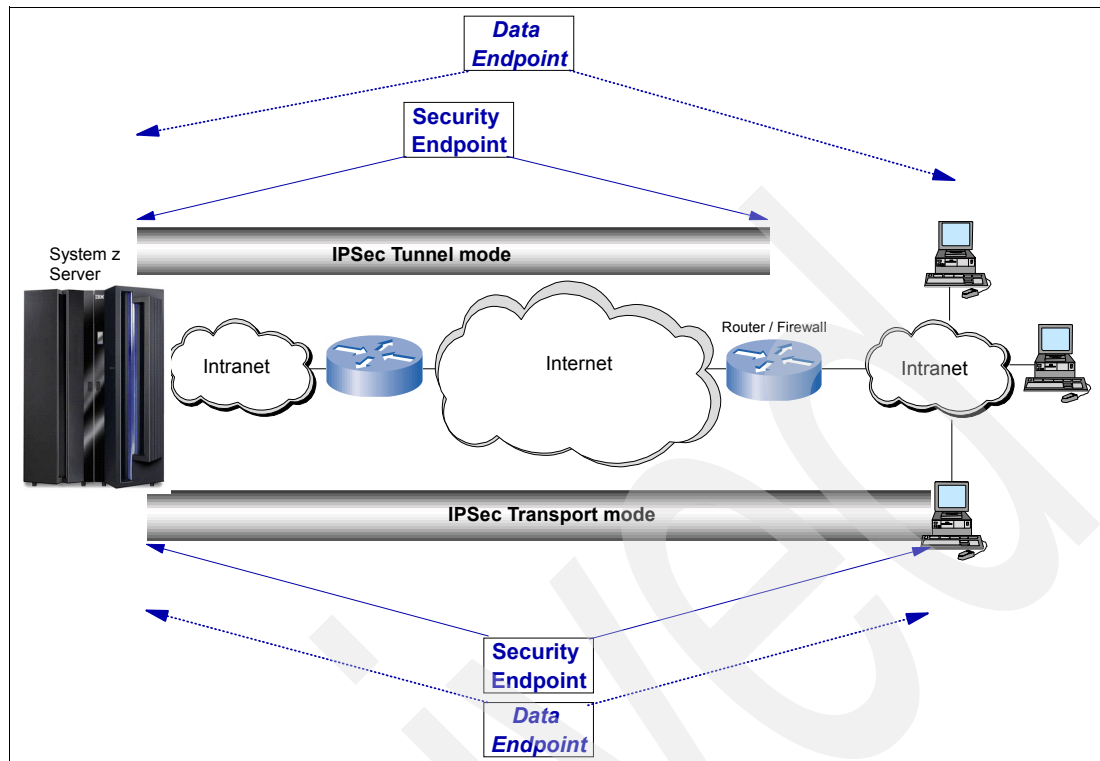 Data
Endpoint
Security
Endpoint
IPSec Tunnel mode
System z
Server
Router / Firewall
Intranet
Internet
Intranet
IPSec Transport mode
Security
Endpoint
Data
Endpoint